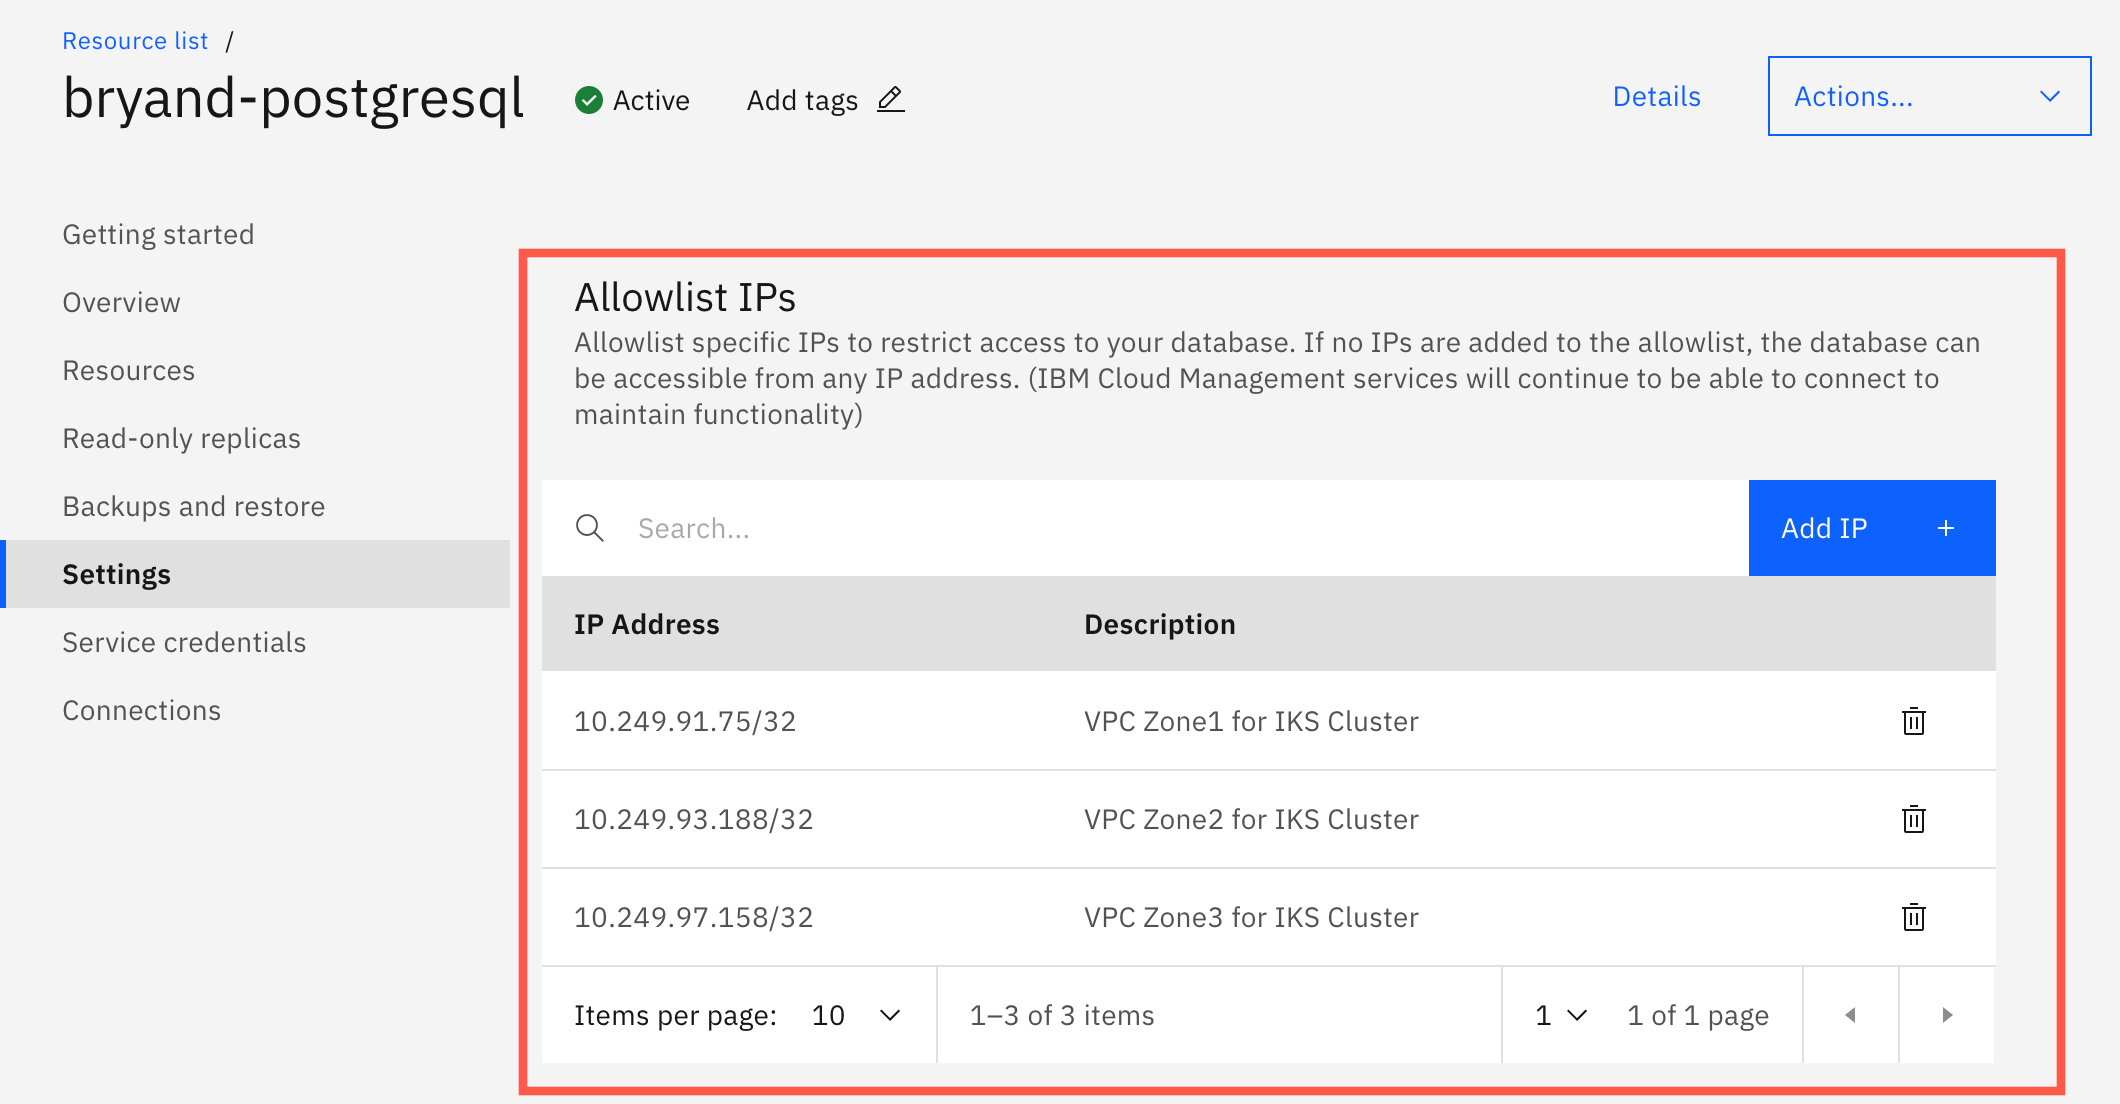 Resource list /
bryand-postgresql
Active
Add tags
Details
Actions...
Getting started
Overview
Resources
Read-only replicas
Backups and restore
Settings
Service credentials
Connections
Allowlist IPs
Allowlist specific IPs to restrict access to your database. If no IPs are added to the allowlist, the database can
be accessible from any IP address. (IBM Cloud Management services will continue to be able to connect to
maintain functionality)
Search...
Add IP +
IP Address Description
10.249.91.75/32 VPC Zone1 for IKS Cluster
10.249.93.188/32 VPC Zone2 for IKS Cluster
10.249.97.158/32 VPC Zone3 for IKS Cluster
Items per page: 10 1–3 of 3 items 1 1 of 1 page